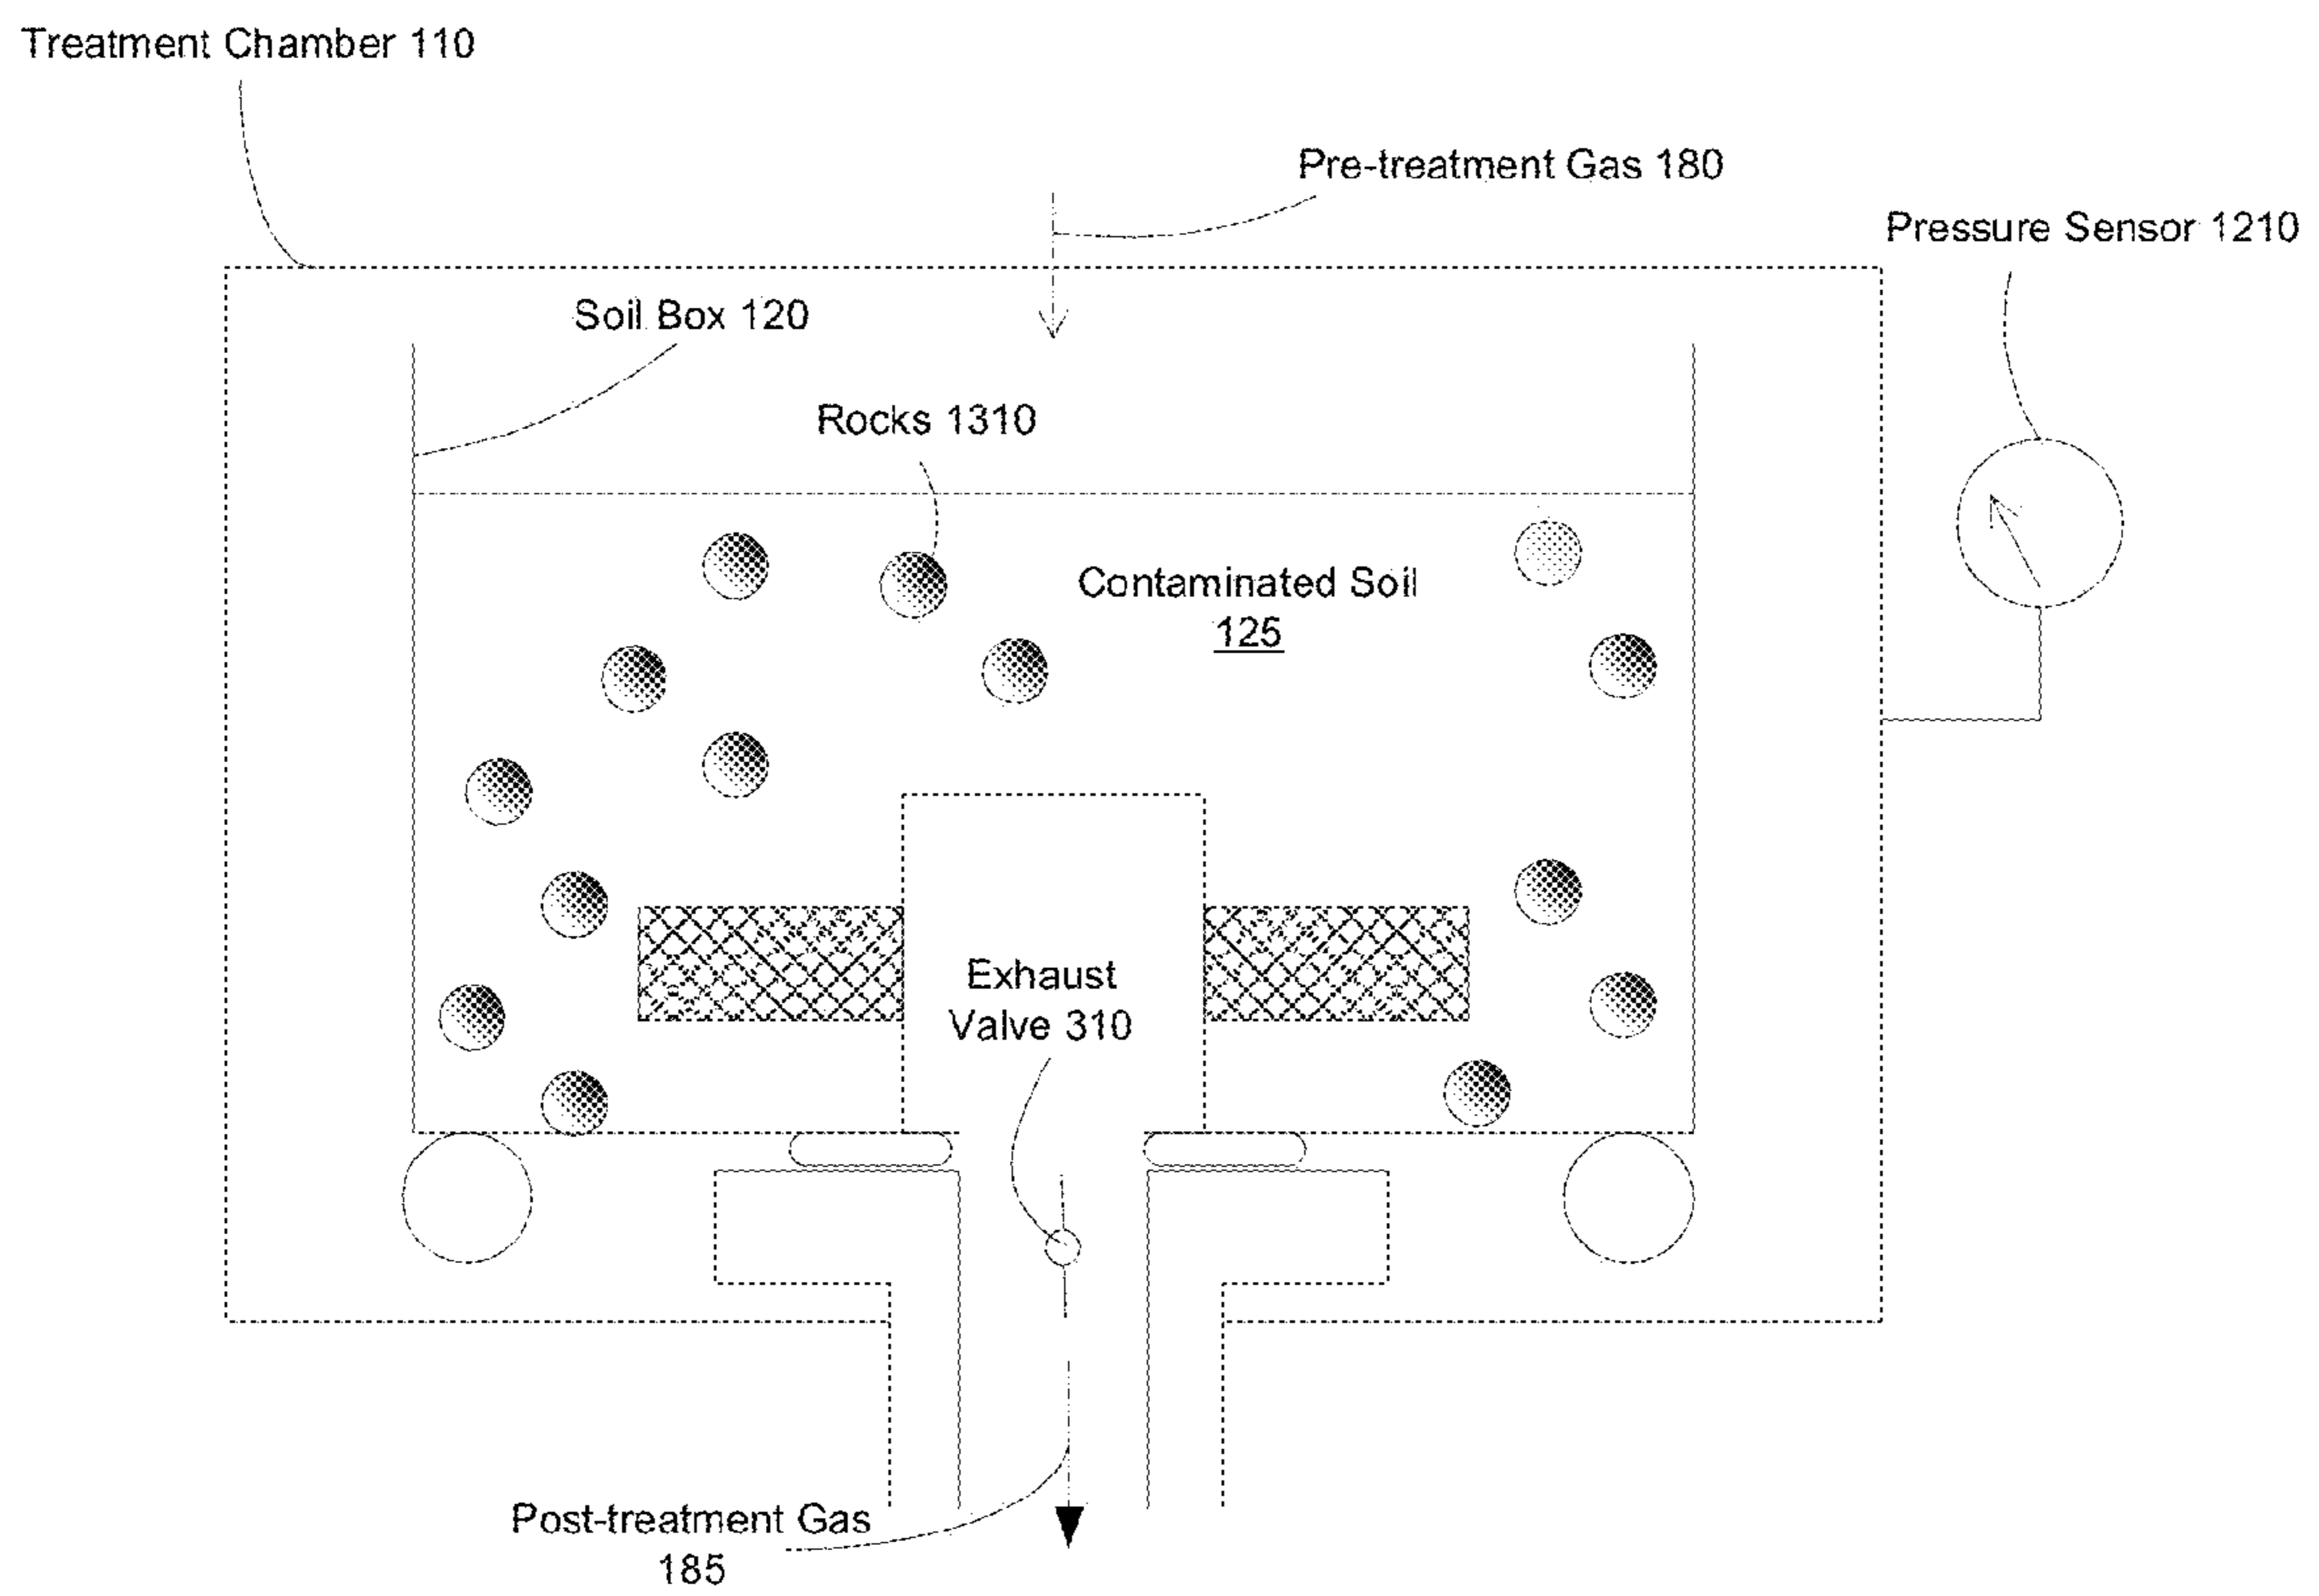 Treatment Chamber 110
Pre-treatment Gas 180
Pressure Sensor 1210
Soil Box 120
Rocks 1310
Contaminated Soil
125
Exhaust
Valve 310
Post-treatment Gas
185